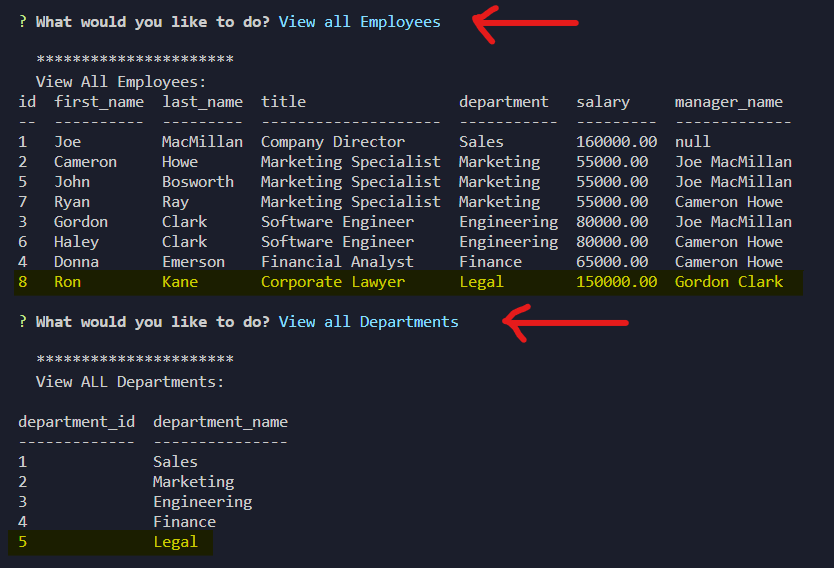 ? What would you like to do? View all Employees
**********************
View All Employees:
id  first_name  last_name  title                 department   salary     manager_name
--  ----------  ---------  --------------------  -----------  ---------  -------------
1   Joe         MacMillan  Company Director      Sales        160000.00  null
2   Cameron     Howe       Marketing Specialist  Marketing    55000.00   Joe MacMillan
5   John        Bosworth   Marketing Specialist  Marketing    55000.00   Joe MacMillan
7   Ryan        Ray        Marketing Specialist  Marketing    55000.00   Cameron Howe
3   Gordon      Clark      Software Engineer     Engineering  80000.00   Joe MacMillan
6   Haley       Clark      Software Engineer     Engineering  80000.00   Cameron Howe
4   Donna       Emerson    Financial Analyst     Finance      65000.00   Cameron Howe
8   Ron         Kane       Corporate Lawyer      Legal        150000.00  Gordon Clark
? What would you like to do? View all Departments
**********************
View ALL Departments:
department_id  department_name
-------------  ---------------
1              Sales
2              Marketing
3              Engineering
4              Finance
5              Legal